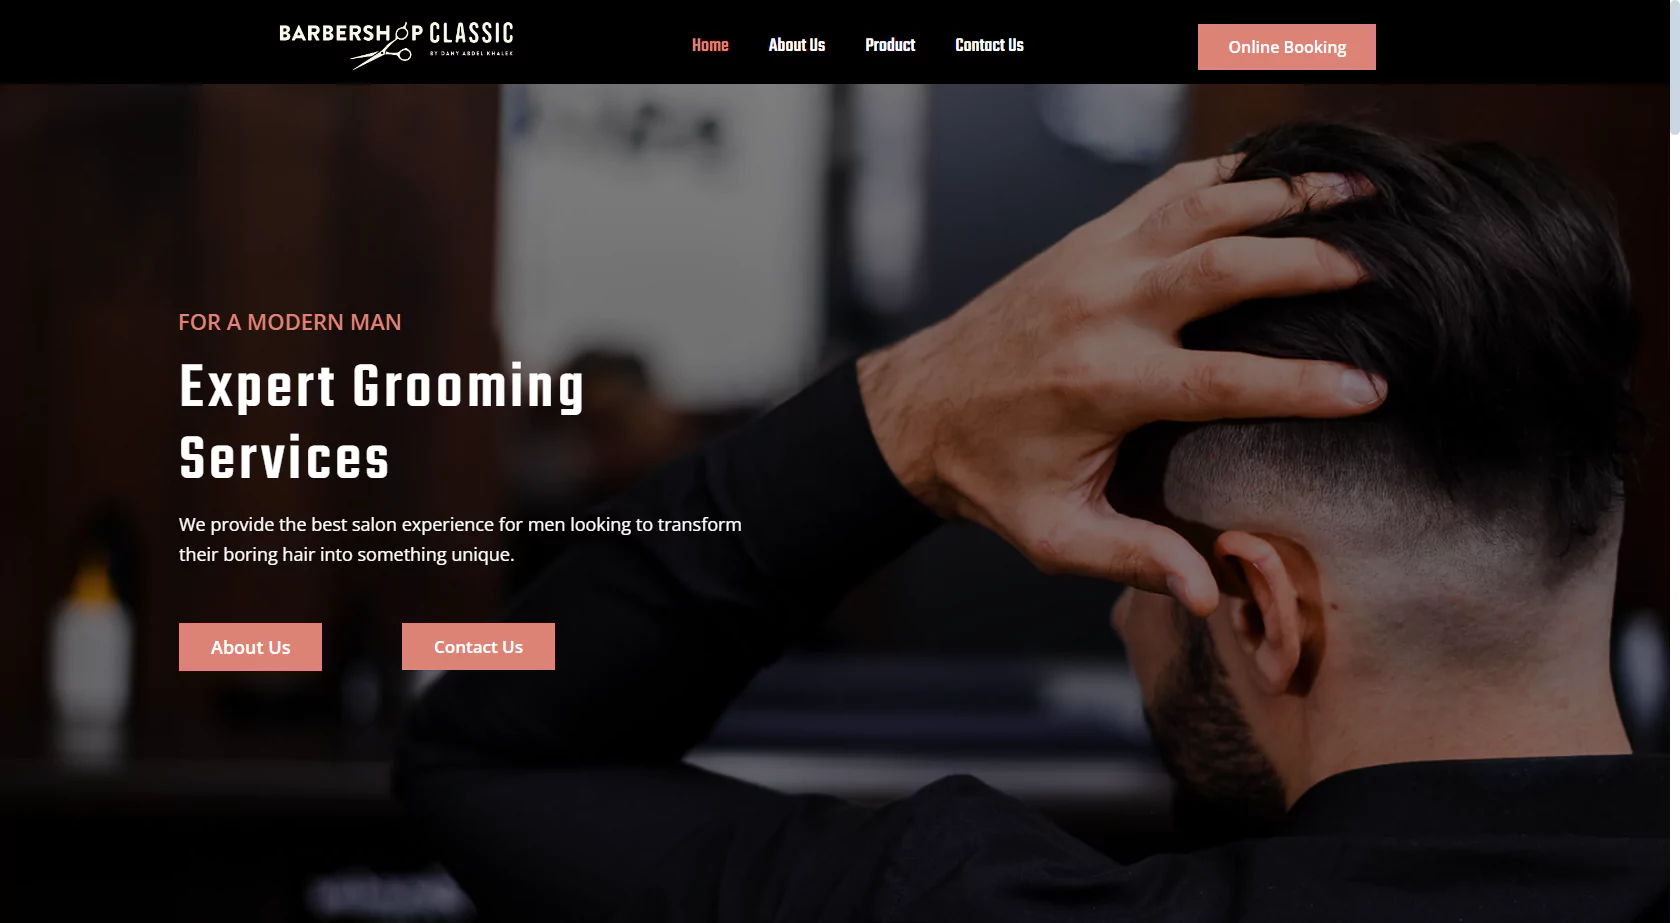 BARBERSHOP CLASSIC
BY DANY ABDEL KHALEK
Home
About Us
Product
Contact Us
Online Booking
FOR A MODERN MAN
Expert Grooming
Services
We provide the best salon experience for men looking to transform
their boring hair into something unique.
About Us
Contact Us